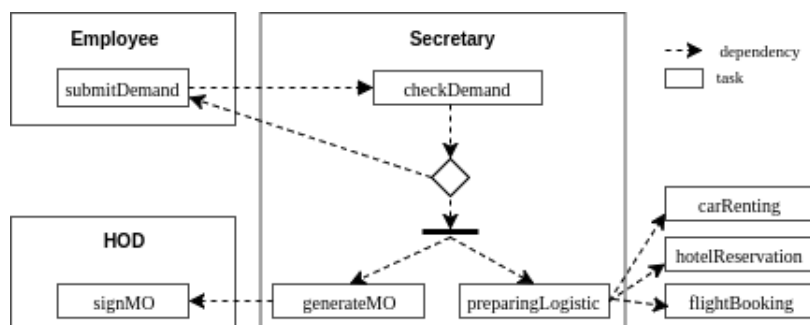 Employee
submitDemand
Secretary
checkDemand
dependency
task
HOD
signMO
generateMO
preparingLogistic
carRenting
hotelReservation
flightBooking